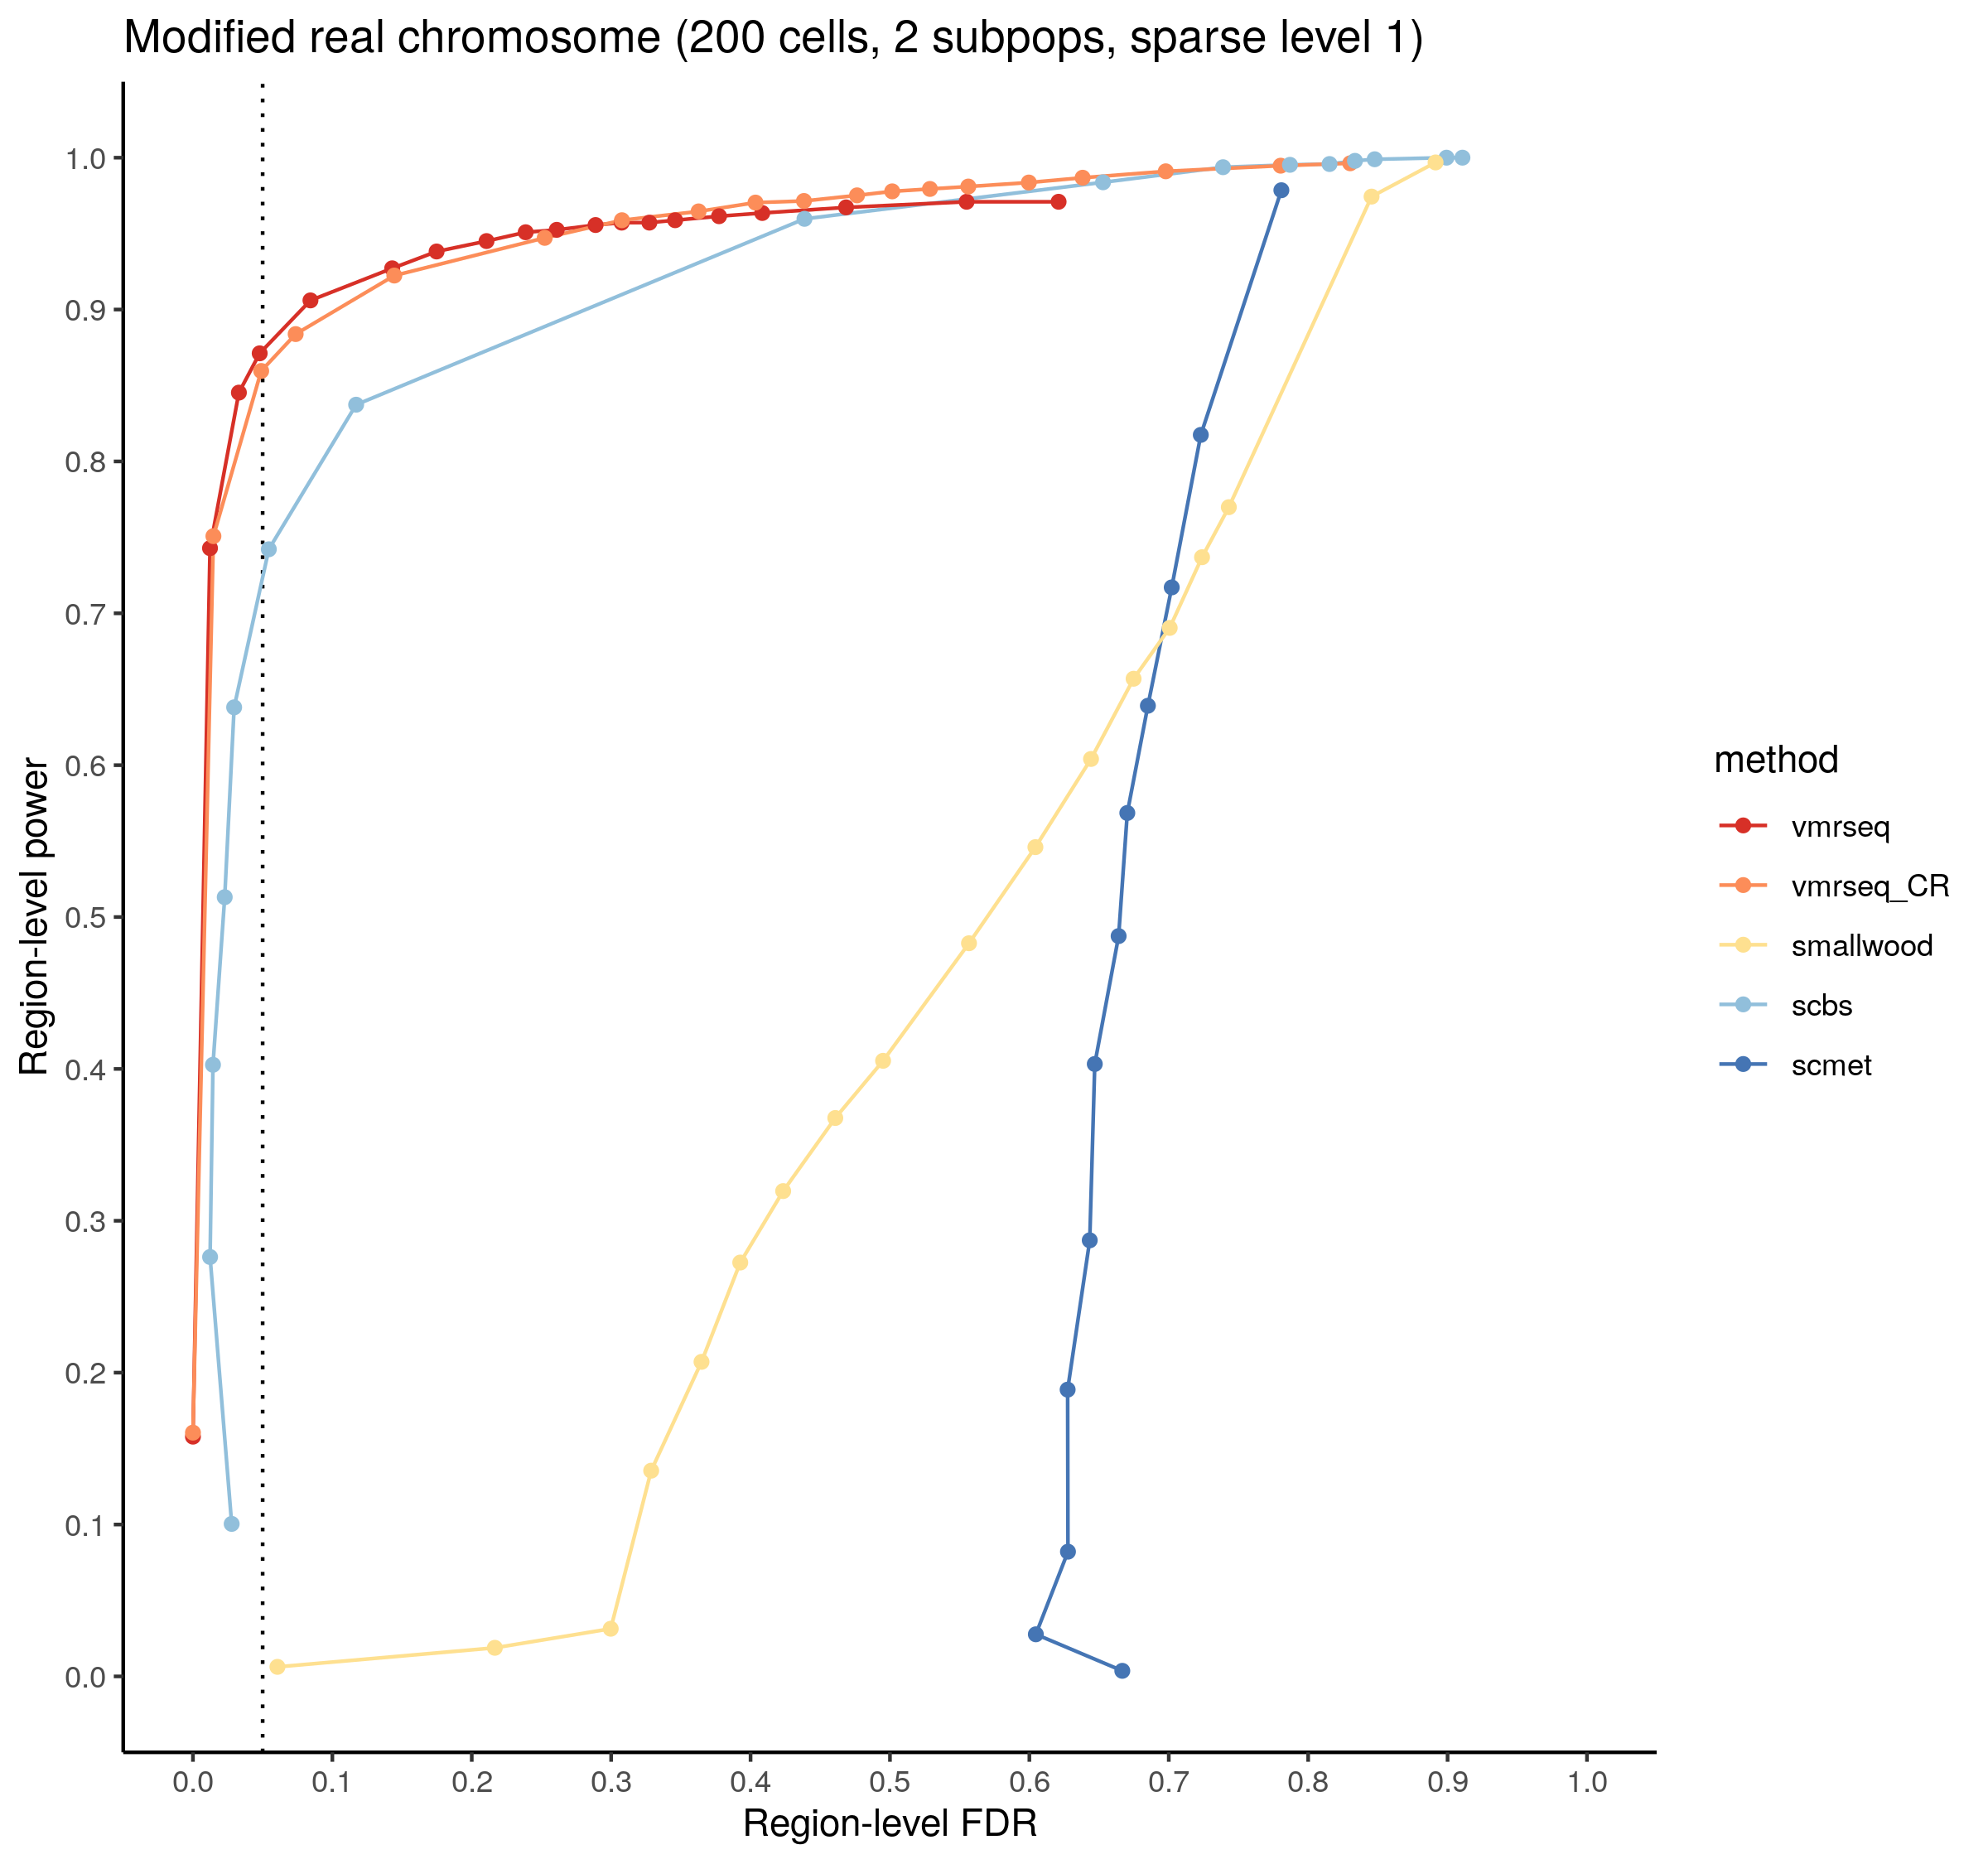 Modified real chromosome (200 cells, 2 subpops, sparse level 1)
Region-level power
1.0
0.9
0.8
0.7
0.6
0.5
0.4
0.3
0.2
0.1
0.0
0.0 0.1 0.2 0.3 0.4 0.5 0.6 0.7 0.8 0.9 1.0
Region-level FDR
method
vmrseq
vmrseq_CR
smallwood
scbs
scmet